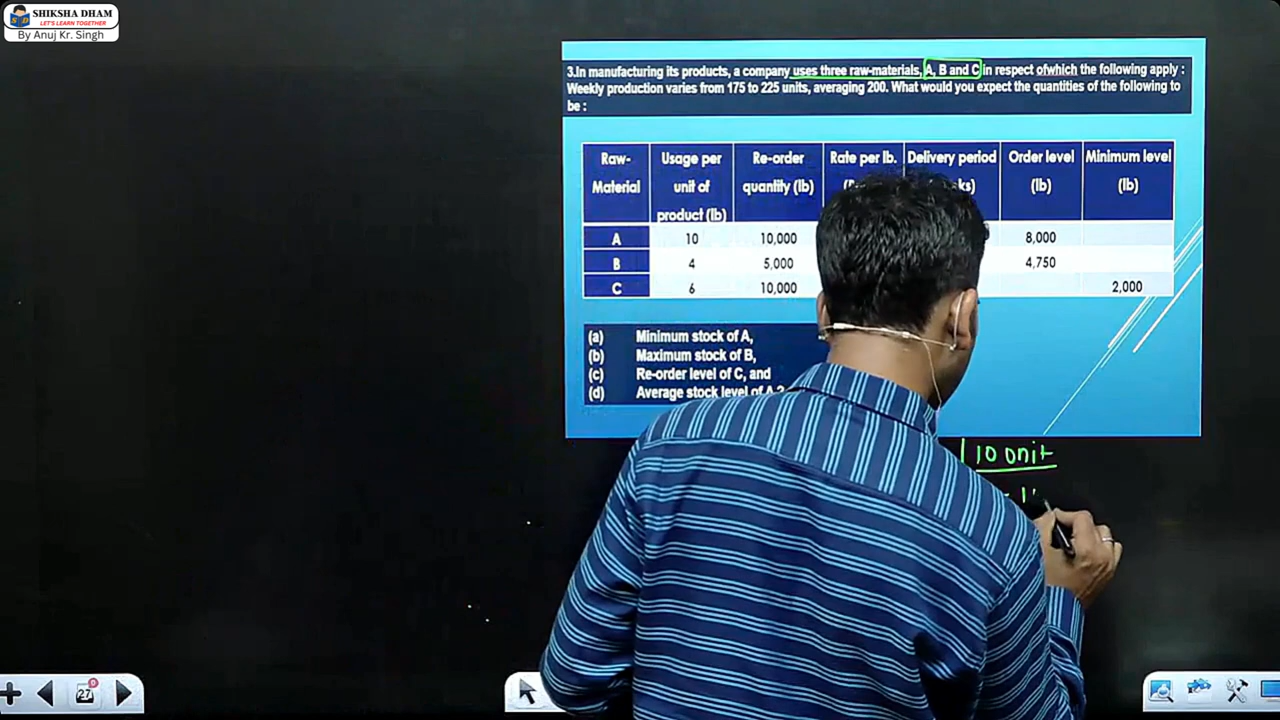 SHIKSHA DHAM
LET'S LEARN TOGETHER
By Anuj Kr. Singh
3.In manufacturing its products, a company uses three raw-materials, A, B and C in respect ofwhich the following apply :
Weekly production varies from 175 to 225 units, averaging 200. What would you expect the quantities of the following to
be :
Raw-Material Usage per unit of product (lb) Re-order quantity (lb) Rate per lb. Delivery period Order level (lb) Minimum level (lb)
A 10 10,000 8,000
B 4 5,000 4,750
C 6 10,000 2,000
(a) Minimum stock of A,
(b) Maximum stock of B,
(c) Re-order level of C, and
(d) Average stock level of A
10 unit
27